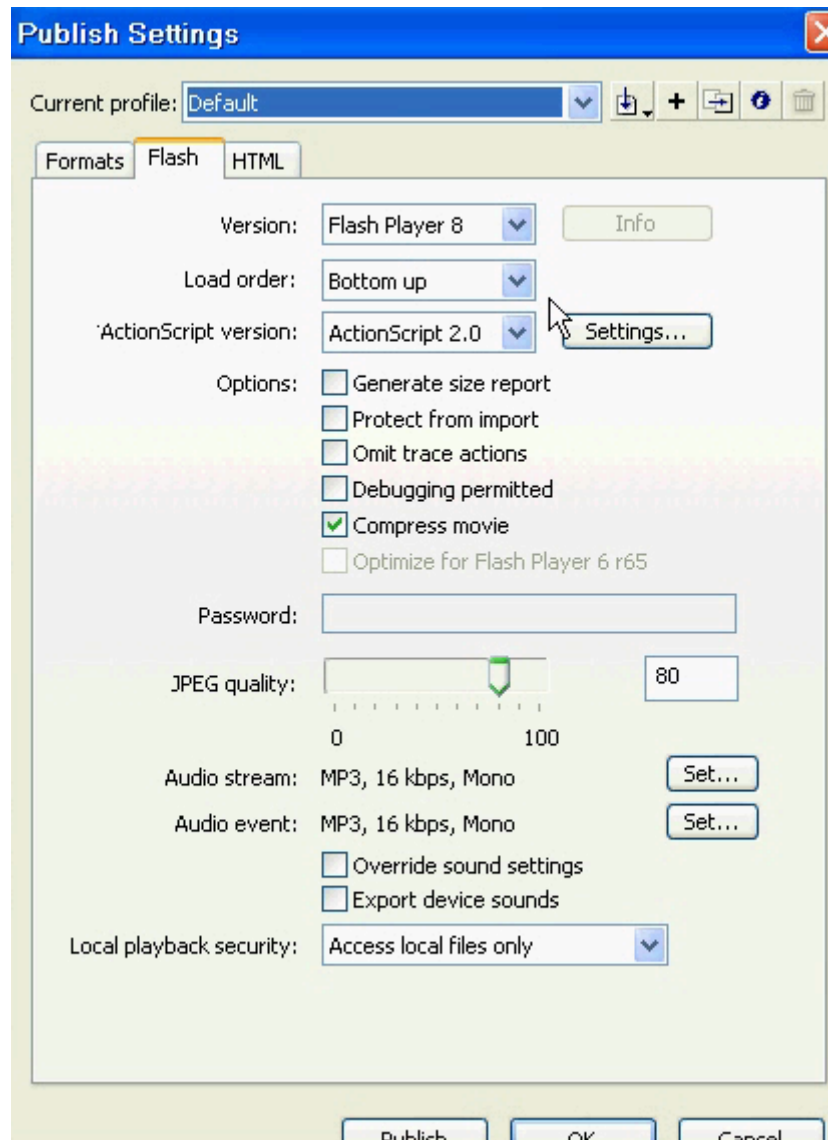 Publish Settings
Current profile: Default
Formats Flash HTML
Version: Flash Player 8 Info
Load order: Bottom up
ActionScript version: ActionScript 2.0 Settings...
Options: Generate size report
Protect from import
Omit trace actions
Debugging permitted
Compress movie
Optimize for Flash Player 6 r65
Password:
JPEG quality: 80
0 100
Audio stream: MP3, 16 kbps, Mono Set...
Audio event: MP3, 16 kbps, Mono Set...
Override sound settings
Export device sounds
Local playback security: Access local files only
Publish OK Cancel